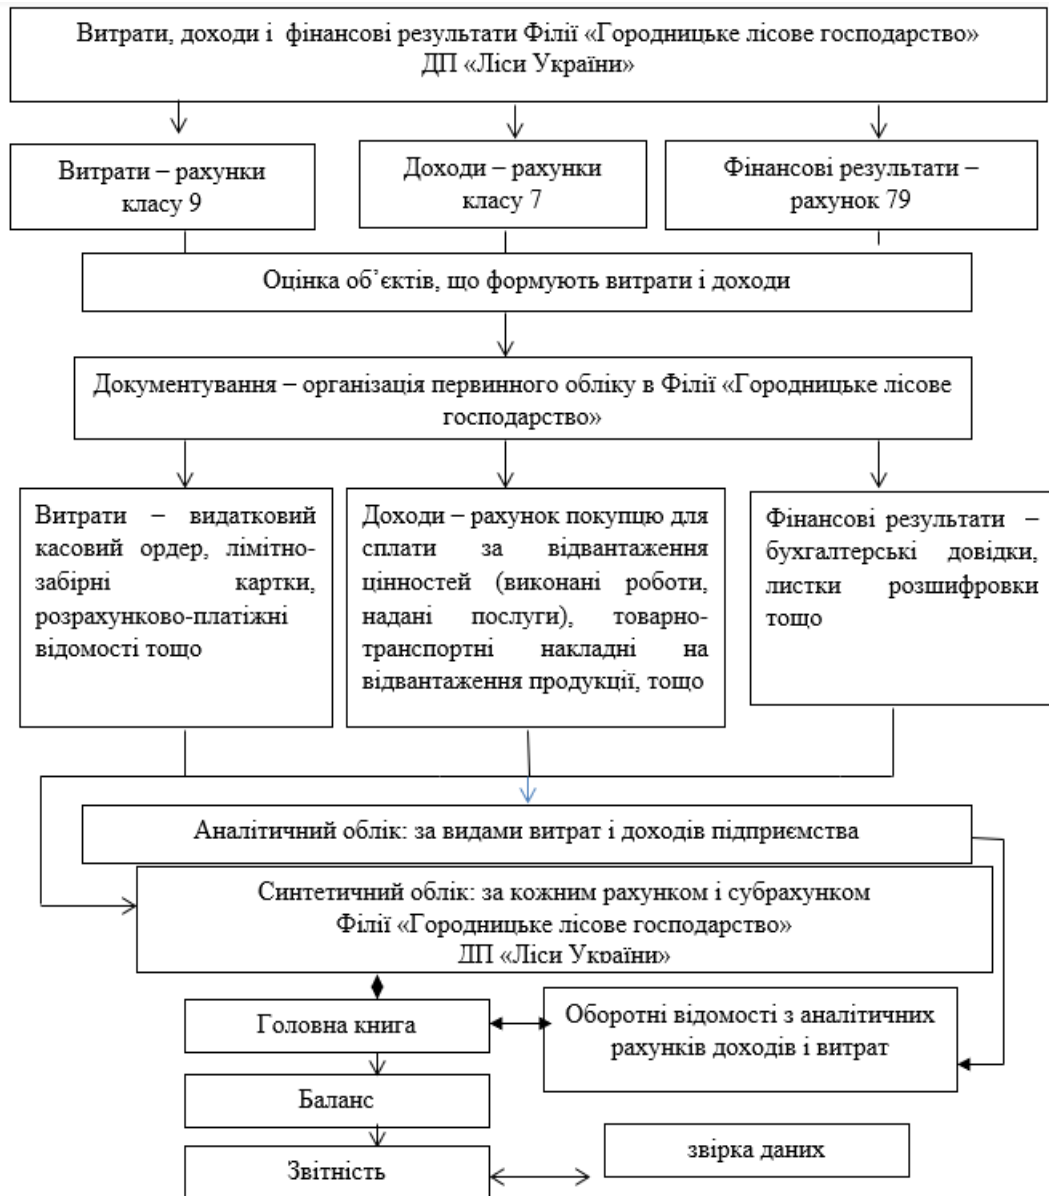 Витрати, доходи і фінансові результати Філії «Городницьке лісове господарство»
ДП «Ліси України»
Витрати – рахунки
класу 9
Доходи – рахунки
класу 7
Фінансові результати –
рахунок 79
Оцінка об’єктів, що формують витрати і доходи
Документування – організація первинного обліку в Філії «Городницьке лісове
господарство»
Витрати – видатковий
касовий ордер, лімітно-
забірні картки,
розрахунково-платіжні
відомості тощо
Доходи – рахунок покупцю для
сплати за відвантаження
цінностей (виконані роботи,
надані послуги), товарно-
транспортні накладні на
відвантаження продукції, тощо
Фінансові результати –
бухгалтерські довідки,
листки розшифровки
тощо
Аналітичний облік: за видами витрат і доходів підприємства
Синтетичний облік: за кожним рахунком і субрахунком
Філії «Городницьке лісове господарство»
ДП «Ліси України»
Головна книга
Оборотні відомості з аналітичних
рахунків доходів і витрат
Баланс
Звітність
звірка даних